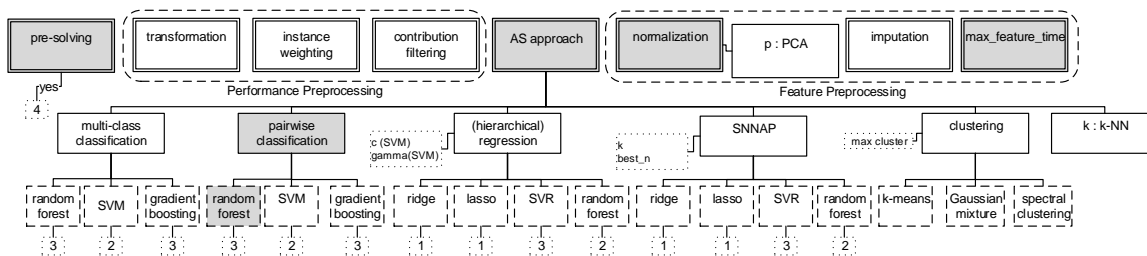 pre-solving
transformation
instance
weighting
contribution
filtering
AS approach
normalization
p : PCA
imputation
max_feature_time
yes
4
Performance Preprocessing
Feature Preprocessing
multi-class
classification
pairwise
classification
c (SVM)
gamma(SVM)
(hierarchical)
regression
k
best_n
SNNAP
max cluster
clustering
k : k-NN
random
forest
SVM
gradient
boosting
random
forest
SVM
gradient
boosting
ridge
lasso
SVR
random
forest
ridge
lasso
SVR
random
forest
k-means
Gaussian
mixture
spectral
clustering
3
2
3
3
2
3
1
1
3
2
1
1
3
2